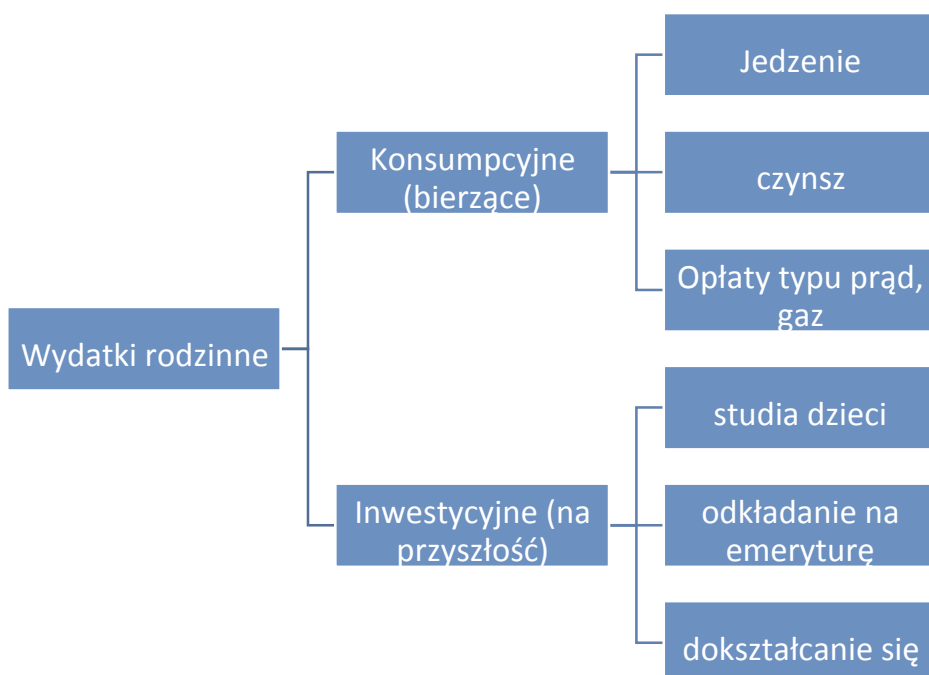 Wydatki rodzinne
Konsumpcyjne
(bierzące)
Jedzenie
czynsz
Opłaty typu prąd,
gaz
Inwestycyjne (na
przyszłość)
studia dzieci
odkładanie na
emeryturę
dokształcanie się